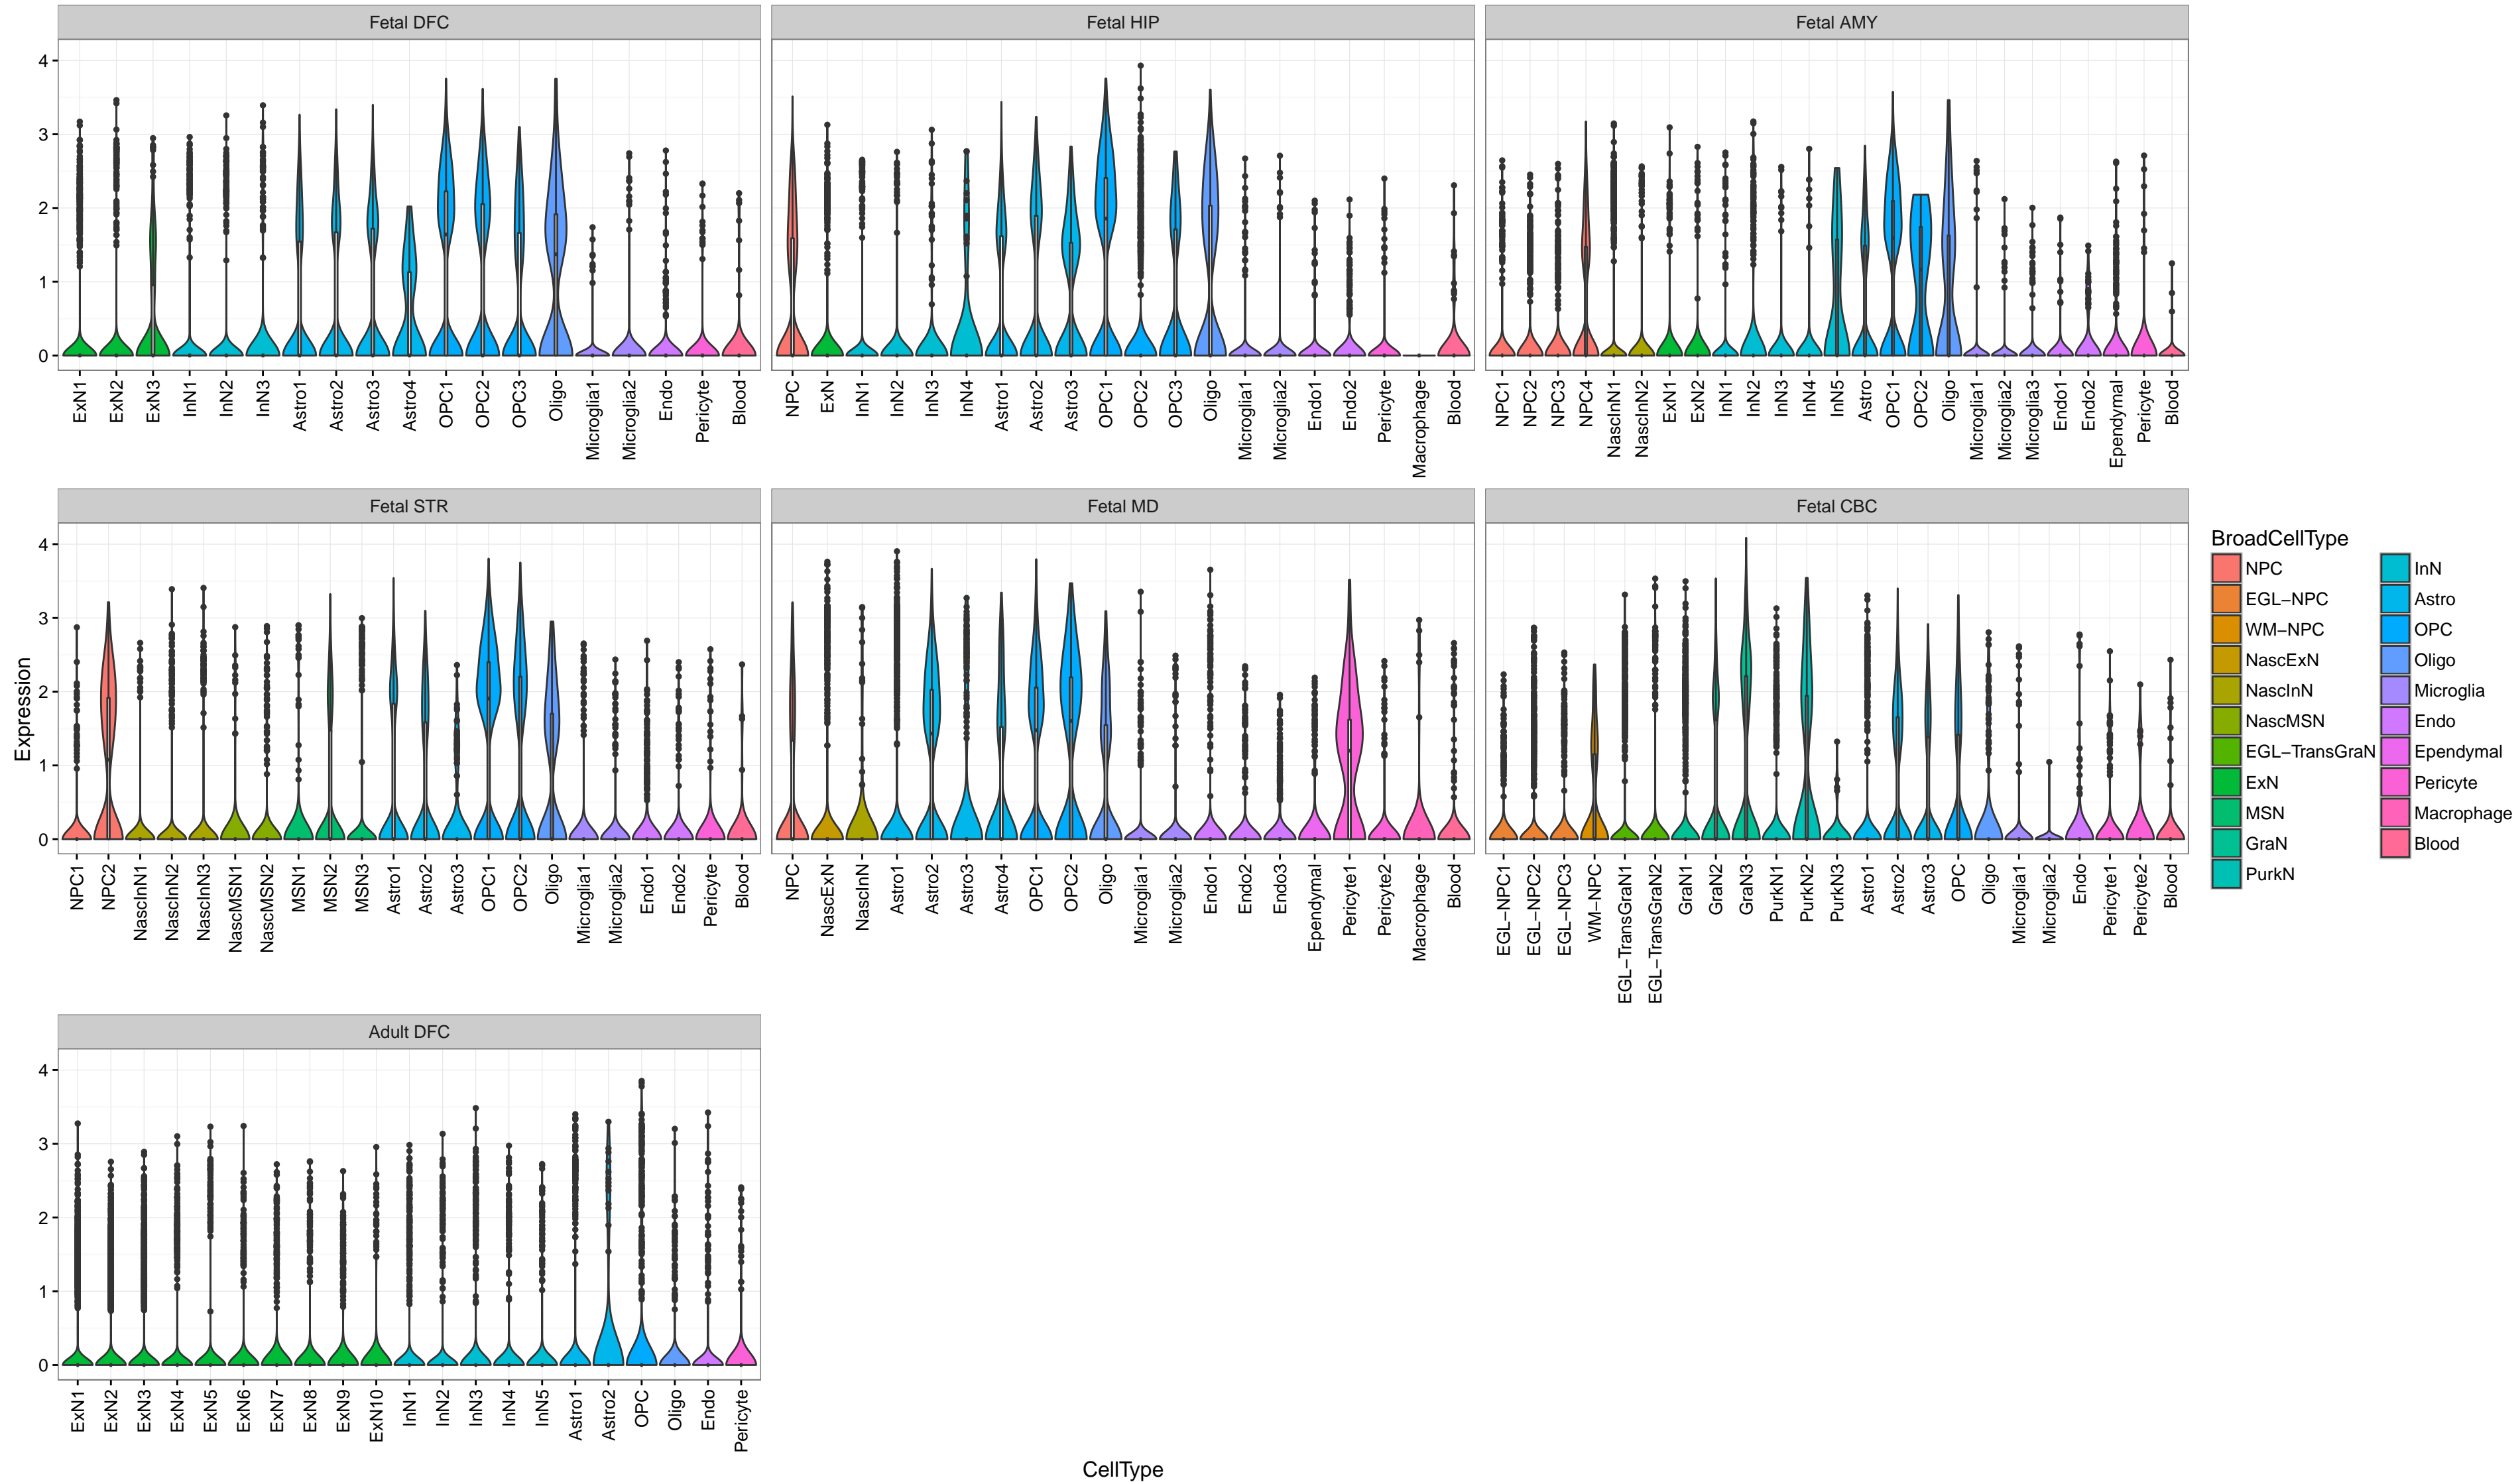 Fetal DFC
Fetal HIP
Fetal AMY
4
3
2
1
0
ExN1 ExN2 ExN3 InN1 InN2 InN3 Astro1 Astro2 Astro3 Astro4 OPC1 OPC2 OPC3 Oligo Microglia1 Microglia2 Endo Pericyte Blood
NPC ExN InN1 InN2 InN3 InN4 Astro1 Astro2 Astro3 OPC1 OPC2 OPC3 Oligo Microglia1 Microglia2 Endo1 Endo2 Pericyte Macrophage Blood
NPC1 NPC2 NPC3 NPC4 NascInN1 NascInN2 ExN1 ExN2 InN1 InN2 InN3 InN4 InN5 Astro OPC1 OPC2 Oligo Microglia1 Microglia2 Microglia3 Endo1 Endo2 Ependymal Pericyte Blood
Fetal STR
Fetal MD
Fetal CBC
Expression
4
3
2
1
0
NPC1 NPC2 NascInN1 NascInN2 NascInN3 NascMSN1 NascMSN2 MSN1 MSN2 MSN3 Astro1 Astro2 Astro3 OPC1 OPC2 Oligo Microglia1 Microglia2 Endo1 Endo2 Pericyte Blood
NPC NascExN NascInN Astro1 Astro2 Astro3 Astro4 OPC1 OPC2 Oligo Microglia1 Microglia2 Endo1 Endo2 Endo3 Ependymal Pericyte1 Pericyte2 Macrophage Blood
EGL−NPC1 EGL−NPC2 EGL−NPC3 WM−NPC EGL−TransGraN1 EGL−TransGraN2 GraN1 GraN2 GraN3 PurkN1 PurkN2 PurkN3 Astro1 Astro2 Astro3 OPC Oligo Microglia1 Microglia2 Endo Pericyte1 Pericyte2 Blood
BroadCellType
NPC
EGL−NPC
WM−NPC
NascExN
NascInN
NascMSN
EGL−TransGraN
ExN
MSN
GraN
PurkN
InN
Astro
OPC
Oligo
Microglia
Endo
Ependymal
Pericyte
Macrophage
Blood
Adult DFC
4
3
2
1
0
ExN1 ExN2 ExN3 ExN4 ExN5 ExN6 ExN7 ExN8 ExN9 ExN10 InN1 InN2 InN3 InN4 InN5 Astro1 Astro2 OPC Oligo Endo Pericyte
CellType